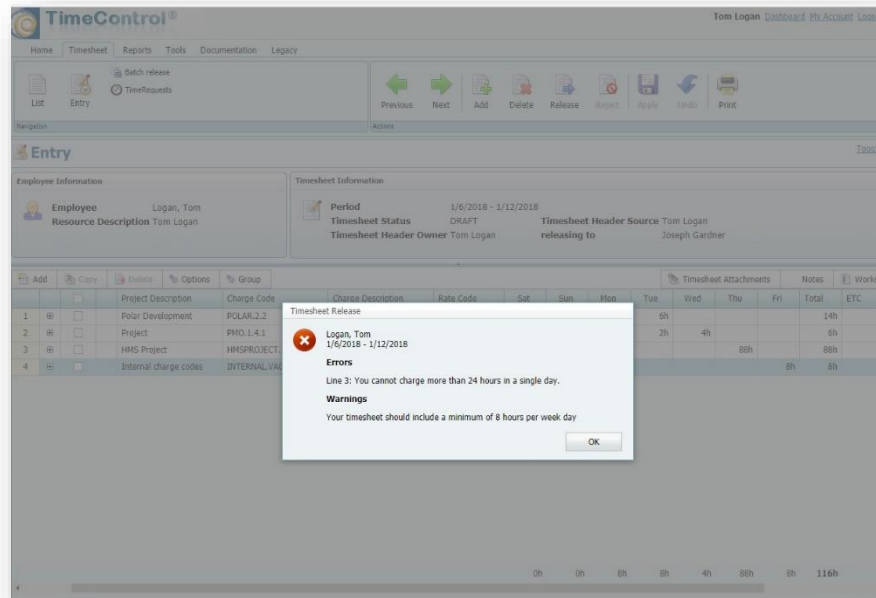 TimeControl®
Tom Logan Dashboard My Account
Home Timesheet Reports Tools Documentation Legacy
Batch release
TimeRequests
List Entry Previous Next Add Delete Release Reject Apply Undo Print
Navigation Actions
Entry
Employee Information Timesheet Information
Employee Logan, Tom
Resource Description Tom Logan
Period 1/6/2018 - 1/12/2018
Timesheet Status DRAFT Timesheet Header Source Tom Logan
Timesheet Header Owner Tom Logan releasing to Joseph Gardner
Add Copy Delete Options Group Timesheet Attachments Notes
Project Description Charge Code Charge Description Rate Code Sat Sun Mon Tue Wed Thu Fri Total ETC
1 Polar Development POLAR.2.2 6h 14h
2 Project PMO.1.4.1 2h 4h 6h
3 HMS Project HMSPROJECT. 88h 88h
4 Internal charge codes INTERNAL.VAC 8h 8h
Timesheet Release
Logan, Tom
1/6/2018 - 1/12/2018
Errors
Line 3: You cannot charge more than 24 hours in a single day.
Warnings
Your timesheet should include a minimum of 8 hours per week day
OK
0h 0h 8h 8h 4h 88h 8h 116h